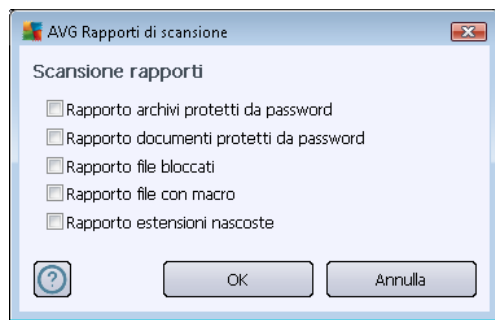 AVG Rapporti di scansione
Scansione rapporti
Rapporto archivi protetti da password
Rapporto documenti protetti da password
Rapporto file bloccati
Rapporto file con macro
Rapporto estensioni nascoste
? OK Annulla